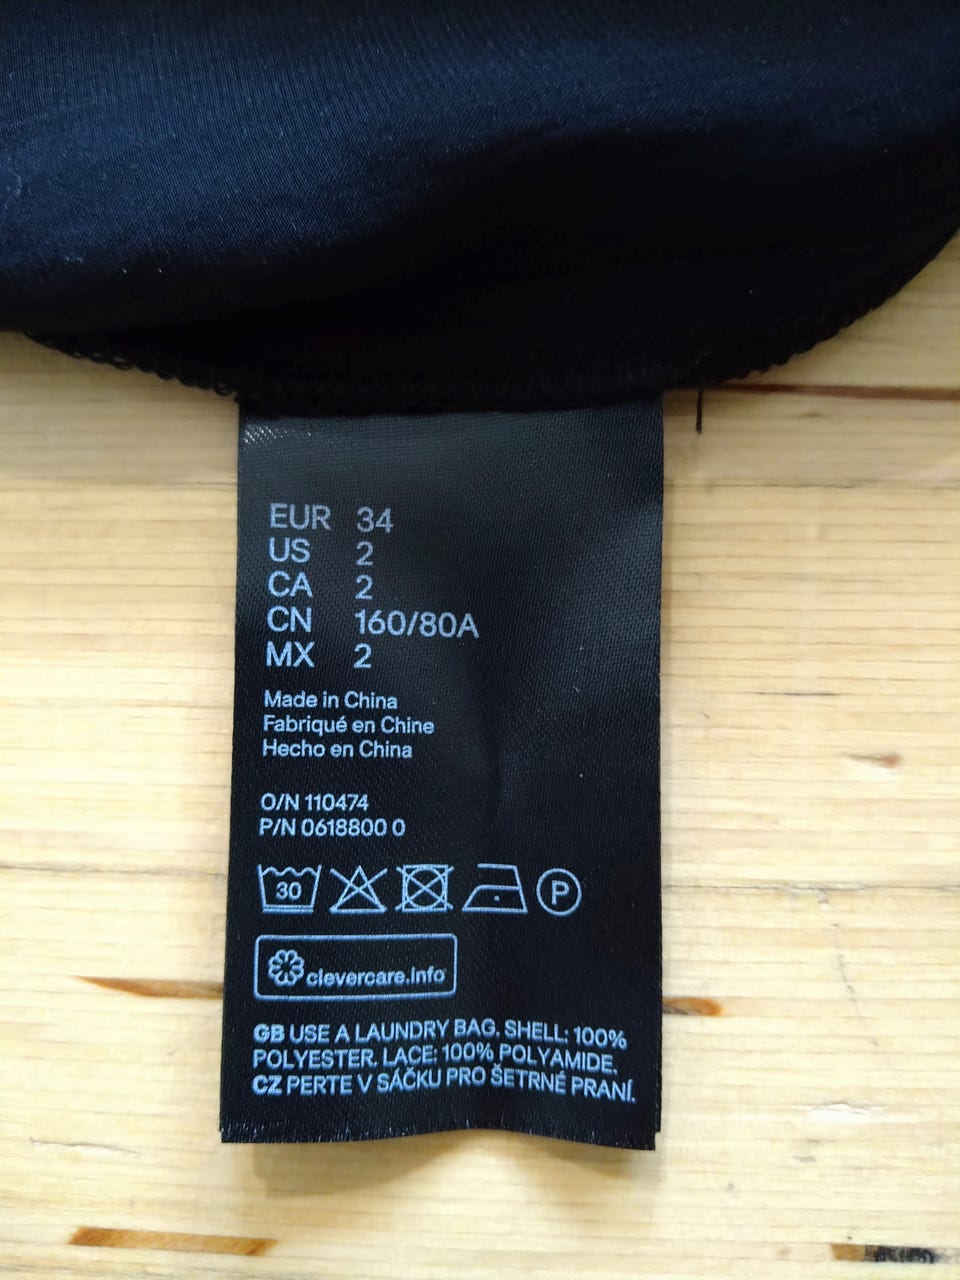 EUR 34
US 2
CA 2
CN 160/80A
MX 2
Made in China
Fabriqué en Chine
Hecho en China
O/N 110474
P/N 0618800 0
30 P
clevercare.info
GB USE A LAUNDRY BAG. SHELL: 100%
POLYESTER. LACE: 100% POLYAMIDE.
CZ PERTE V SÁČKU PRO ŠETRNÉ PRANÍ.